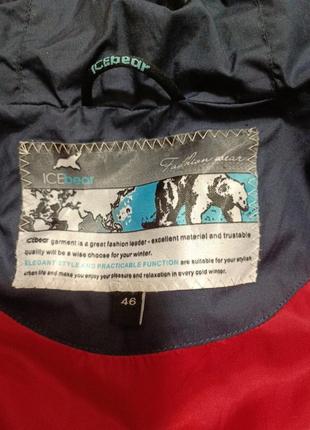 ICEbear
ICEbear
Fashion wear
ICEbear garment is a great fashion leader - excellent material and trustable
quality will be a wise choose for your winter.
ELEGANT STYLE AND PRACTICABLE FUNCTION are suitable for your stylish
urban life and make you enjoy your pleasure and relaxation in every cold winter.
46